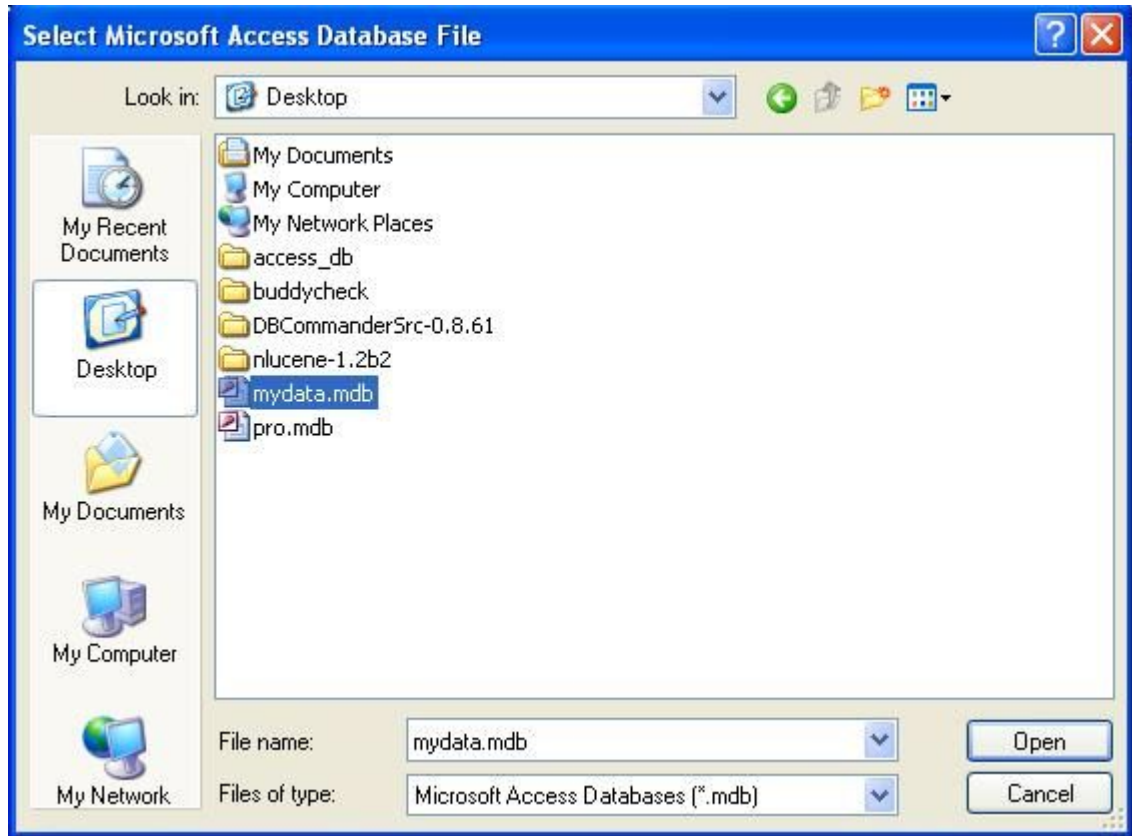 Select Microsoft Access Database File
Look in:
Desktop
My Recent
Documents
Desktop
My Documents
My Computer
My Network
My Documents
My Computer
My Network Places
access_db
buddycheck
DBCommanderSrc-0.8.61
nlucene-1.2b2
mydata.mdb
pro.mdb
File name:
mydata.mdb
Open
Files of type:
Microsoft Access Databases (*.mdb)
Cancel